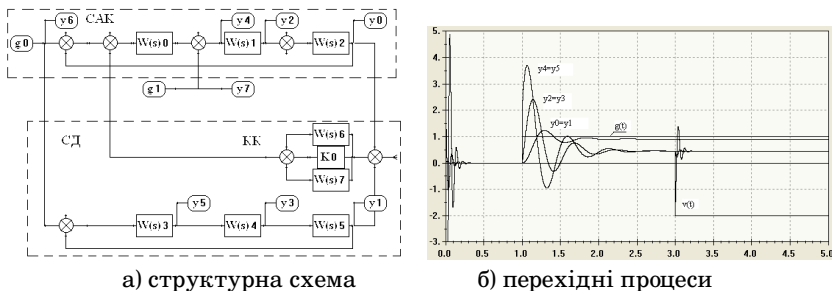 y6 САК y4 y2 y0
g0 W(s)0 W(s)1 W(s)2
g1 y7
СД КК W(s)6
K0
W(s)7
y5 y3 y1
W(s)3 W(s)4 W(s)5
а) структурна схема
5.
4.
3.
2.
1.
0.
-1.
-2.
-3.
y4=y5
y2=y3
y0=y1
g(t)
v(t)
0.0 0.5 1.0 1.5 2.0 2.5 3.0 3.5 4.0 4.5 5.0
б) перехідні процеси